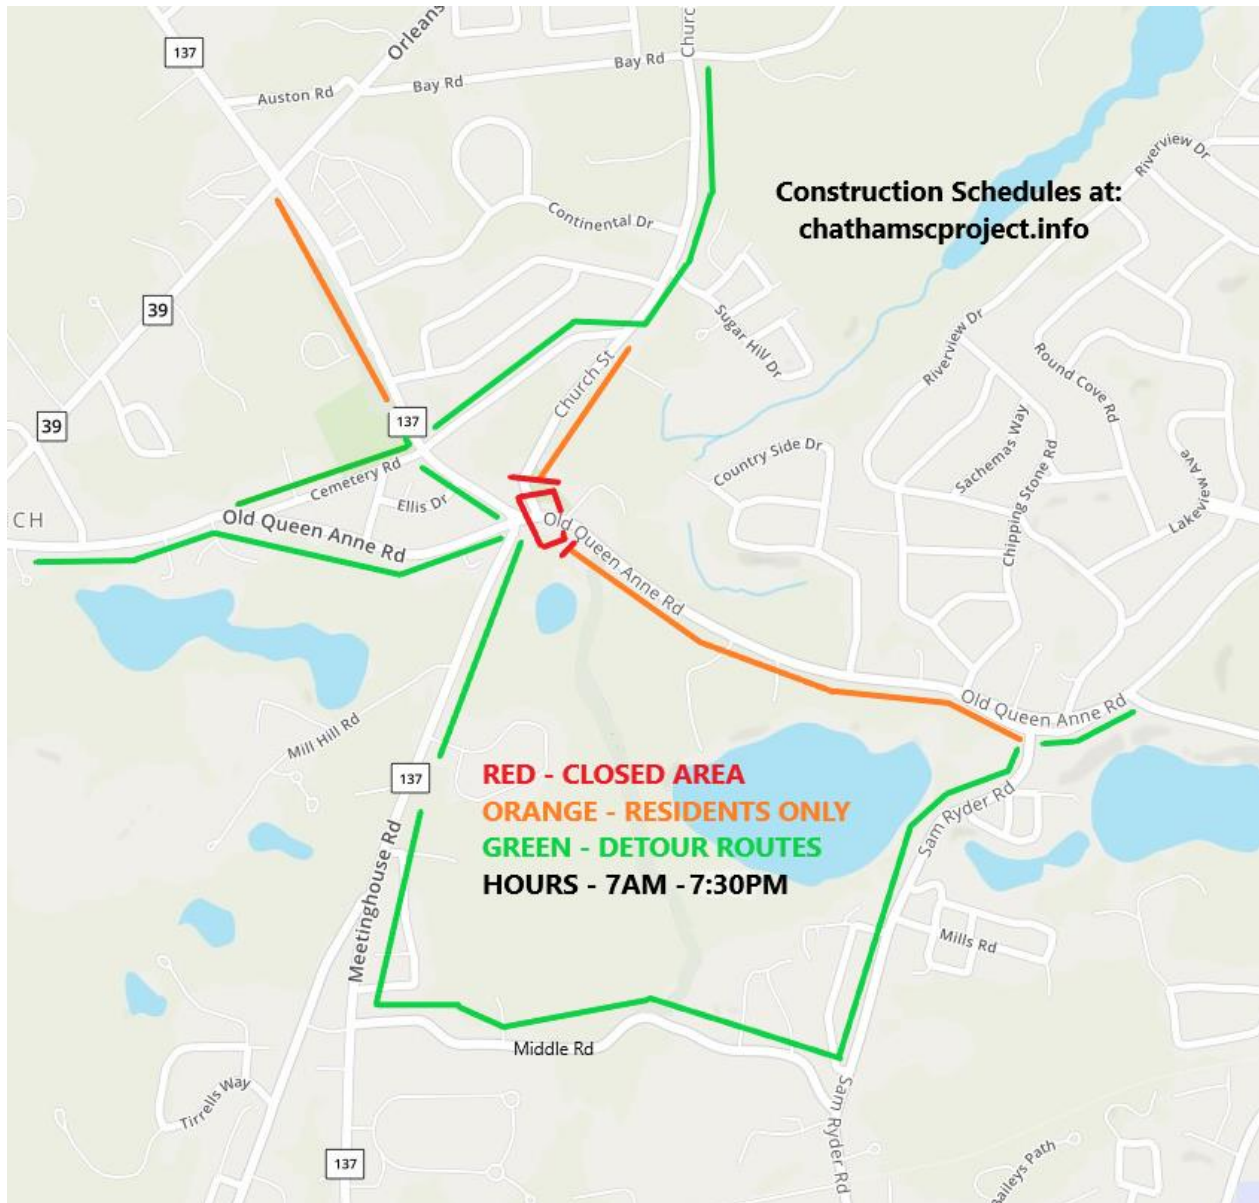 137
Orleans
Churc
Bay Rd
Bay Rd
Auston Rd
Riverview Dr
Construction Schedules at:
chathamscproject.info
Continental Dr
39
Sugar Hil/ Dr
Riverview Dr
Round Cove Rd
Church St
39
137
Country Side Dr
Sachemas Way
Cemetery Rd
Ellis Dr
Chipping Stone Rd
Lakeview Ave
CH
Old Queen Anne Rd
Old Queen Anne Rd
Old Queen Anne Rd
Mill Hill Rd
137
RED - CLOSED AREA
ORANGE - RESIDENTS ONLY
GREEN - DETOUR ROUTES
HOURS - 7AM - 7:30PM
Sam Ryder Rd
Meetinghouse Rd
Mills Rd
Middle Rd
Tirrells Way
Sam Ryder Rd
137
Baileys Path